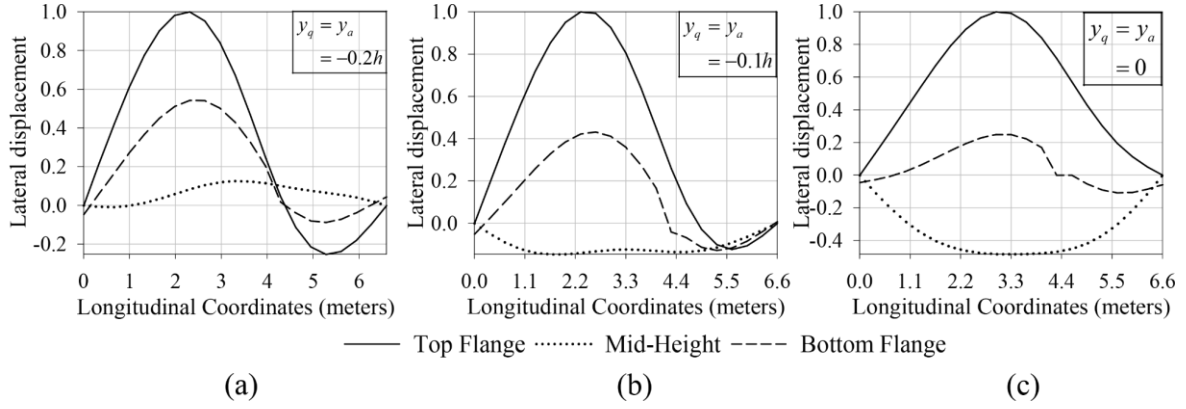 Lateral displacement
1.0
0.8
0.6
0.4
0.2
0.0
-0.2
y_q = y_a
= −0.2h
0 1 2 3 4 5 6
Longitudinal Coordinates (meters)
Lateral displacement
1.0
0.8
0.6
0.4
0.2
0.0
y_q = y_a
= −0.1h
0.0 1.1 2.2 3.3 4.4 5.5 6.6
Longitudinal Coordinates (meters)
Lateral displacement
1.0
0.8
0.6
0.4
0.2
0.0
-0.2
-0.4
y_q = y_a
= 0
0 1.1 2.2 3.3 4.4 5.5 6.6
Longitudinal Coordinates (meters)
Top Flange Mid-Height Bottom Flange
(a) (b) (c)